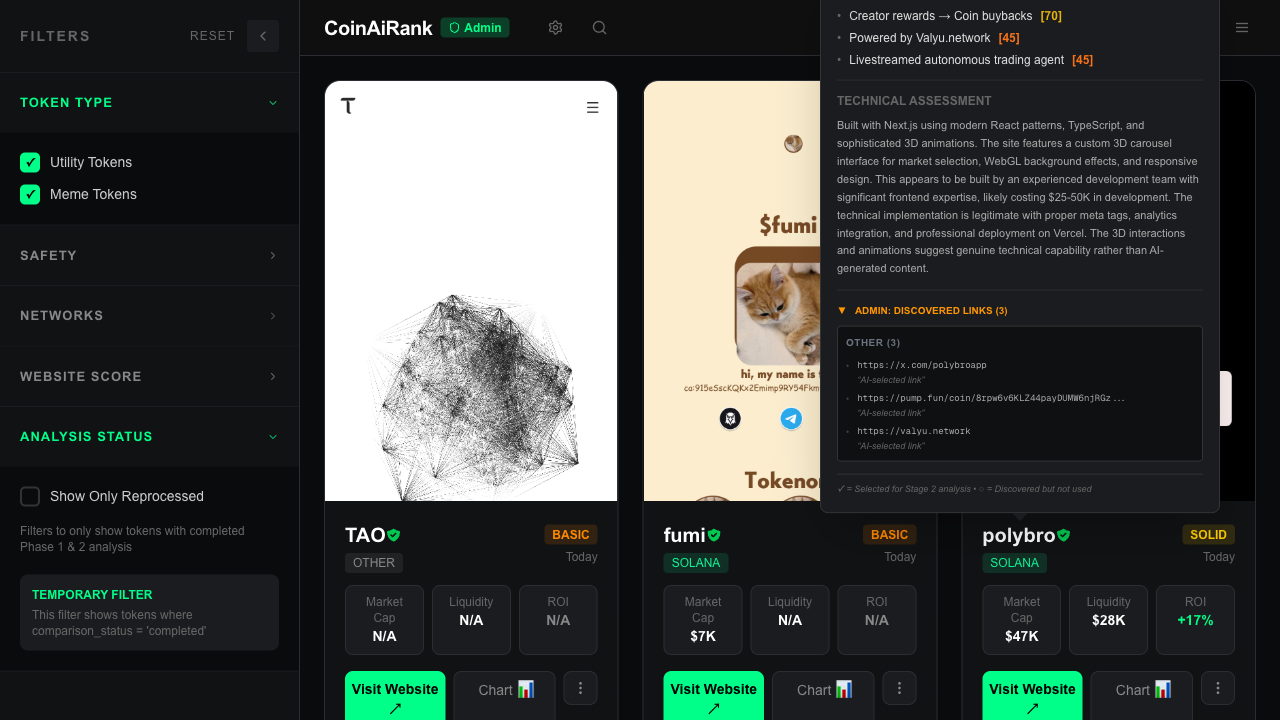 FILTERS
RESET
TOKEN TYPE
✓ Utility Tokens
✓ Meme Tokens
SAFETY
NETWORKS
WEBSITE SCORE
ANALYSIS STATUS
Show Only Reprocessed
Filters to only show tokens with completed
Phase 1 & 2 analysis
TEMPORARY FILTER
This filter shows tokens where
comparison_status = 'completed'
CoinAiRank
Admin
TAO
BASIC
OTHER
Today
Market
Cap
N/A
Liquidity
N/A
ROI
N/A
Visit Website
↗
Chart 📊
$fumi
hi, my name is
Tokeno
fumi
BASIC
SOLANA
Today
Market
Cap
$7K
Liquidity
N/A
ROI
N/A
Visit Website
↗
Chart 📊
• Creator rewards → Coin buybacks [70]
• Powered by Valyu.network [45]
• Livestreamed autonomous trading agent [45]
TECHNICAL ASSESSMENT
Built with Next.js using modern React patterns, TypeScript, and
sophisticated 3D animations. The site features a custom 3D carousel
interface for market selection, WebGL background effects, and responsive
design. This appears to be built by an experienced development team with
significant frontend expertise, likely costing $25-50K in development. The
technical implementation is legitimate with proper meta tags, analytics
integration, and professional deployment on Vercel. The 3D interactions
and animations suggest genuine technical capability rather than AI-
generated content.
▼ ADMIN: DISCOVERED LINKS (3)
OTHER (3)
https://x.com/polybroapp
"AI-selected link"
https://pump.fun/coin/8rpw6v6KLZ44payDUMW6njRGz...
"AI-selected link"
https://valyu.network
"AI-selected link"
✓ = Selected for Stage 2 analysis • ○ = Discovered but not used
polybro
SOLID
SOLANA
Today
Market
Cap
$47K
Liquidity
$28K
ROI
+17%
Visit Website
↗
Chart 📊